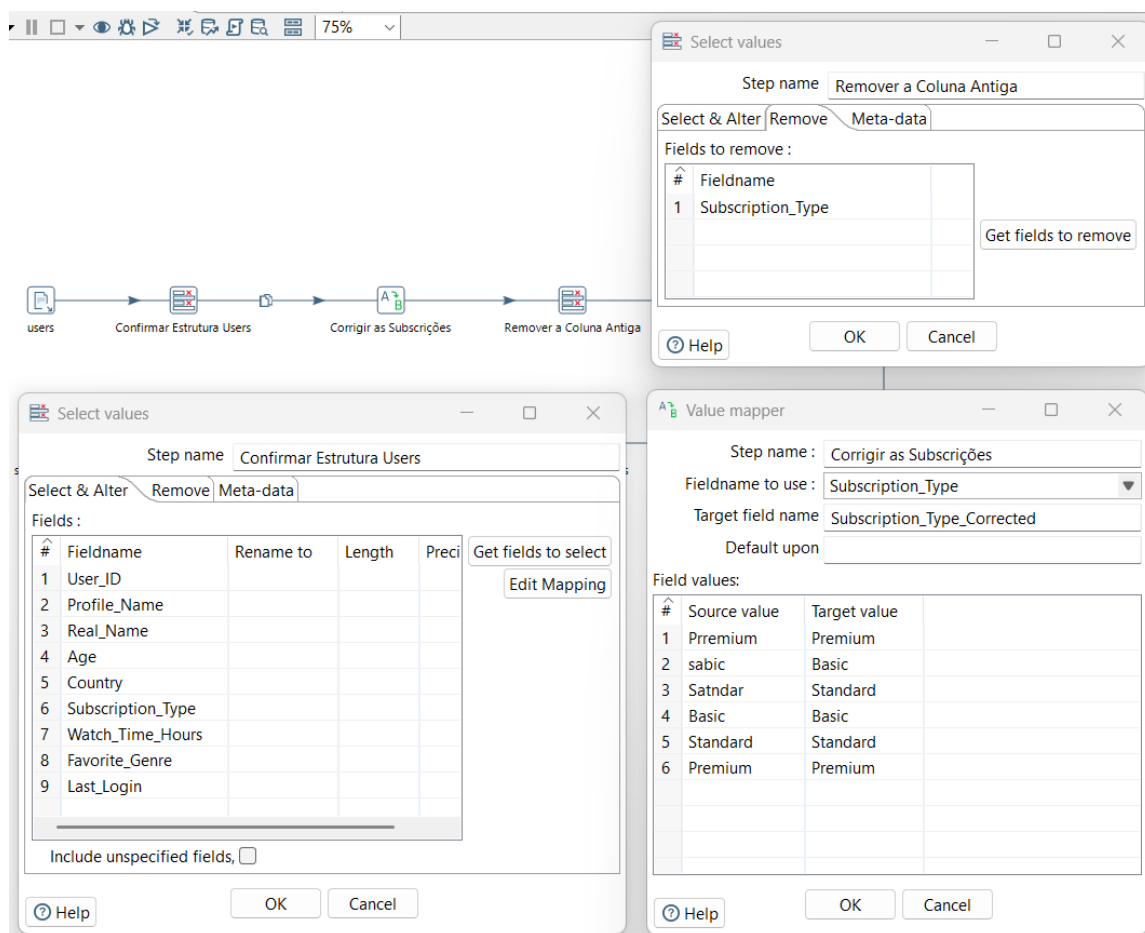 75%
Select values
Step name Remover a Coluna Antiga
Select & Alter Remove Meta-data
Fields to remove :
# Fieldname
1 Subscription_Type
Get fields to remove
Help OK Cancel
users Confirmar Estrutura Users Corrigir as Subscrições Remover a Coluna Antiga
Select values
Step name Confirmar Estrutura Users
Select & Alter Remove Meta-data
Fields :
# Fieldname Rename to Length Preci
1 User_ID
2 Profile_Name
3 Real_Name
4 Age
5 Country
6 Subscription_Type
7 Watch_Time_Hours
8 Favorite_Genre
9 Last_Login
Get fields to select
Edit Mapping
Include unspecified fields,
Help OK Cancel
A B Value mapper
Step name : Corrigir as Subscrições
Fieldname to use : Subscription_Type
Target field name Subscription_Type_Corrected
Default upon
Field values:
# Source value Target value
1 Prremium Premium
2 sabic Basic
3 Satndar Standard
4 Basic Basic
5 Standard Standard
6 Premium Premium
Help OK Cancel